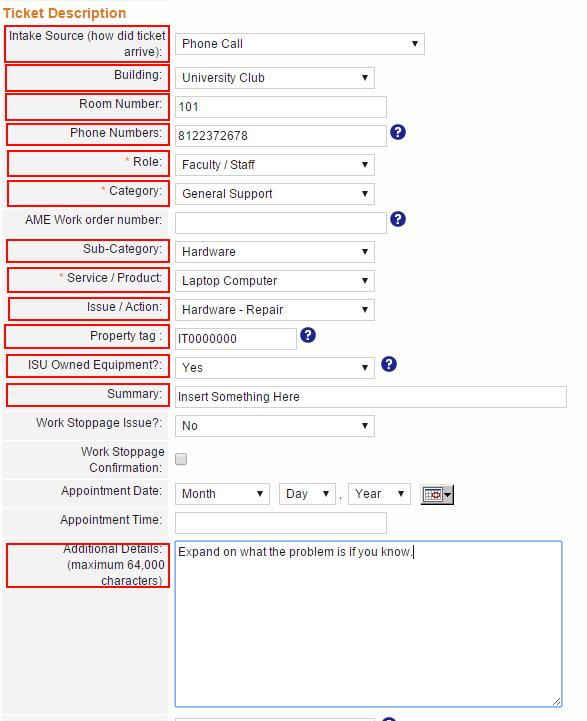 Ticket Description
Intake Source (how did ticket
arrive):
Phone Call
Building:
University Club
Room Number:
101
Phone Numbers:
8122372678
?
* Role:
Faculty / Staff
* Category:
General Support
AME Work order number:
?
Sub-Category:
Hardware
* Service / Product:
Laptop Computer
Issue / Action:
Hardware - Repair
Property tag :
IT0000000
?
ISU Owned Equipment?:
Yes
?
Summary:
Insert Something Here
Work Stoppage Issue?:
No
Work Stoppage
Confirmation:
Appointment Date:
Month
Day
,
Year
Appointment Time:
Additional Details:
(maximum 64,000
characters)
Expand on what the problem is if you know.